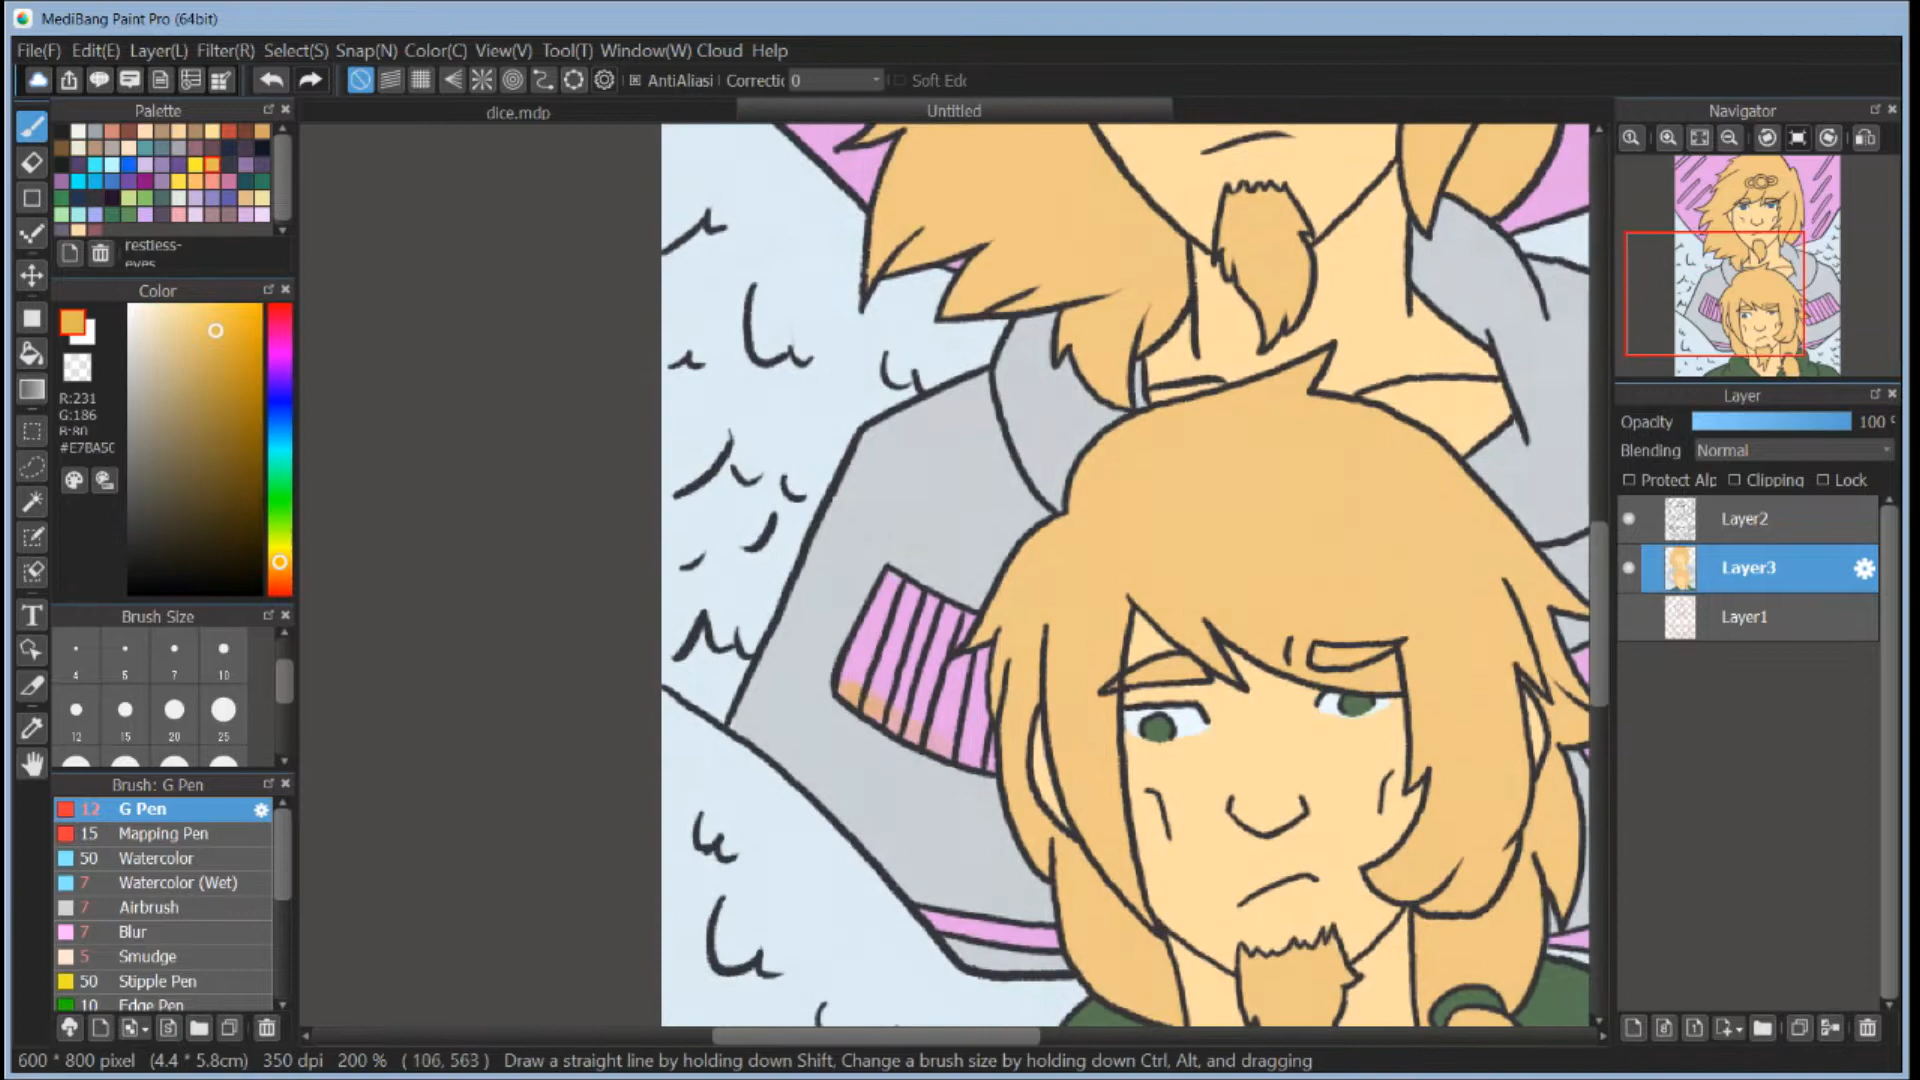 MediBang Paint Pro (64bit)
File(F) Edit(E) Layer(L) Filter(R) Select(S) Snap(N) Color(C) View(V) Tool(T) Window(W) Cloud Help
AntiAliasi Correctic 0 Soft Edc
Palette
dice.mdp
Untitled
Navigator
restless-
eyes
Color
R:231
G:186
B:80
#E7BA5C
Layer
Opacity 100
Blending Normal
Protect Alp Clipping Lock
Layer2
Layer3
Layer1
Brush Size
4 5 7 10
12 15 20 25
Brush: G Pen
12 G Pen
15 Mapping Pen
50 Watercolor
7 Watercolor (Wet)
7 Airbrush
7 Blur
5 Smudge
50 Stipple Pen
10 Edge Pen
600 * 800 pixel (4.4 * 5.8cm) 350 dpi 200 % ( 106, 563 ) Draw a straight line by holding down Shift, Change a brush size by holding down Ctrl, Alt, and dragging